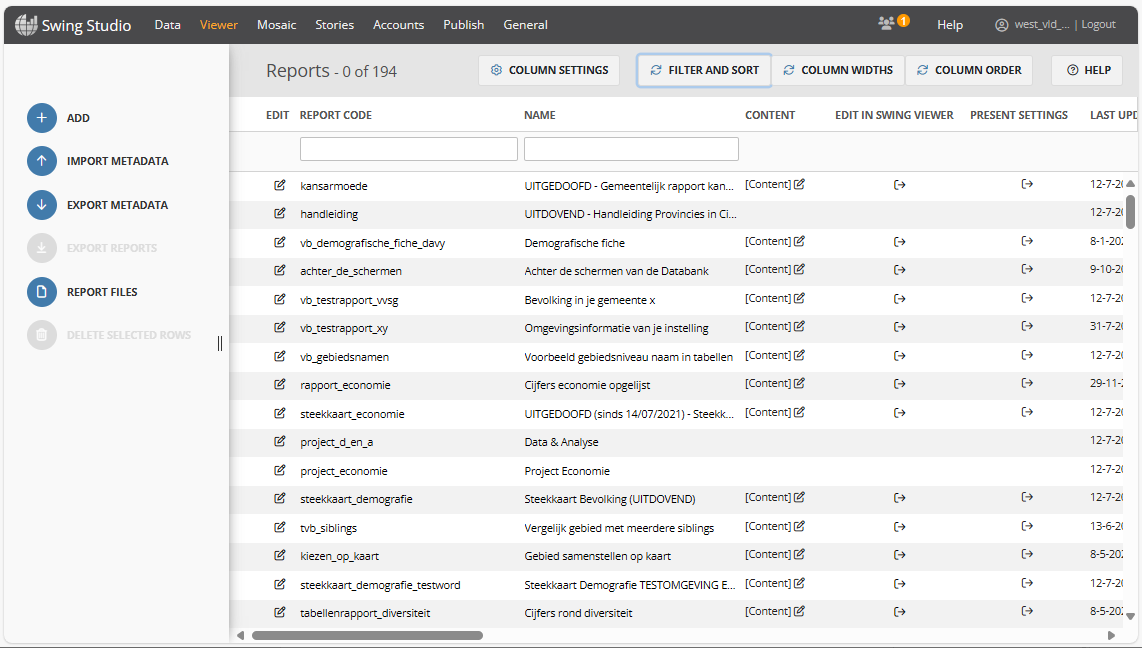 Swing Studio Data Viewer Mosaic Stories Accounts Publish General 1 Help west_vld_... | Logout
Reports - 0 of 194 COLUMN SETTINGS FILTER AND SORT COLUMN WIDTHS COLUMN ORDER HELP
ADD
IMPORT METADATA
EXPORT METADATA
EXPORT REPORTS
REPORT FILES
DELETE SELECTED ROWS
EDIT REPORT CODE NAME CONTENT EDIT IN SWING VIEWER PRESENT SETTINGS LAST UPD
kansarmoede UITGEDOOFD - Gemeentelijk rapport kan... [Content] 12-7-20
handleiding UITDOVEND - Handleiding Provincies in Ci... 12-7-20
vb_demografische_fiche_davy Demografische fiche [Content] 8-1-202
achter_de_schermen Achter de schermen van de Databank [Content] 9-10-20
vb_testrapport_vvsg Bevolking in je gemeente x [Content] 12-7-20
vb_testrapport_xy Omgevingsinformatie van je instelling [Content] 31-7-20
vb_gebiedsnamen Voorbeeld gebiedsniveau naam in tabellen [Content] 12-7-20
rapport_economie Cijfers economie opgelijst [Content] 29-11-2
steekkaart_economie UITGEDOOFD (sinds 14/07/2021) - Steekk... [Content] 12-7-20
project_d_en_a Data & Analyse 12-7-20
project_economie Project Economie 12-7-20
steekkaart_demografie Steekkaart Bevolking (UITDOVEND) [Content] 12-7-20
tvb_siblings Vergelijk gebied met meerdere siblings [Content] 13-6-20
kiezen_op_kaart Gebied samenstellen op kaart [Content] 8-5-202
steekkaart_demografie_testword Steekkaart Demografie TESTOMGEVING E... [Content] 12-7-20
tabellenrapport_diversiteit Cijfers rond diversiteit [Content] 8-5-202